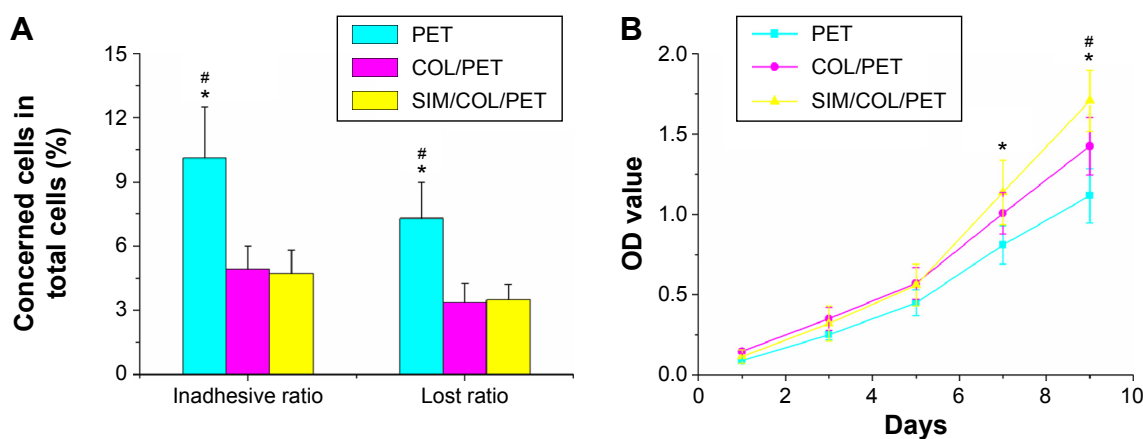 A
PET
COL/PET
SIM/COL/PET
Concerned cells in
total cells (%)
15
12
9
6
3
0
#
*
#
*
Inadhesive ratio
Lost ratio
B
PET
COL/PET
SIM/COL/PET
OD value
2.0
1.5
1.0
0.5
0
*
#
*
0
2
4
6
8
10
Days